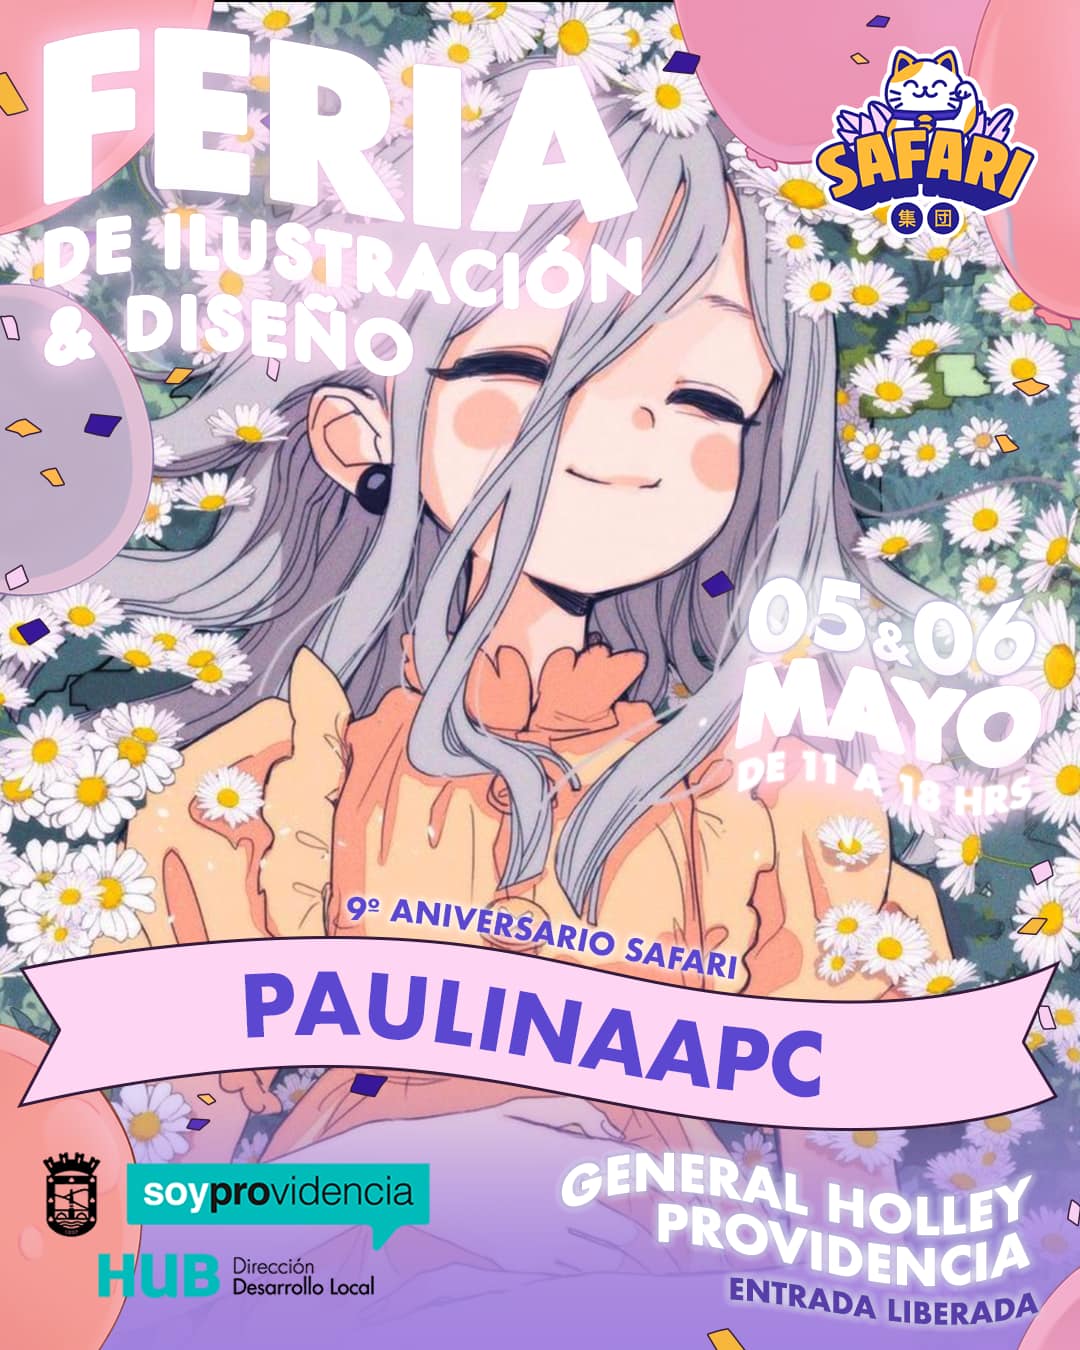 FERIA
DE ILUSTRACIÓN
& DISEÑO
SAFARI
集団
05&06
MAYO
DE 11 A 18 HRS
9º ANIVERSARIO SAFARI
PAULINAAPC
soyprovidencia
HUB Dirección
Desarrollo Local
GENERAL HOLLEY
PROVIDENCIA
ENTRADA LIBERADA